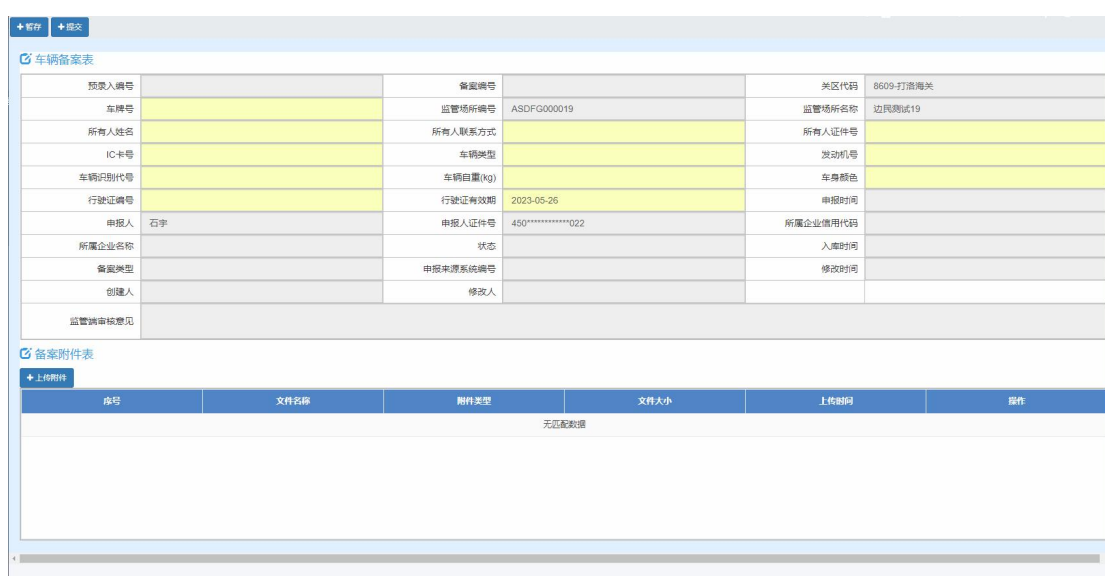 +暂存 +提交
车辆备案表
预录入编号 备案编号 关区代码 8609-打洛海关
车牌号 监管场所编号 ASDFG000019 监管场所名称 边民测试19
所有人姓名 所有人联系方式 所有人证件号
IC卡号 车辆类型 发动机号
车辆识别代号 车辆自重(kg) 车身颜色
行驶证编号 行驶证有效期 2023-05-26 申报时间
申报人 石宇 申报人证件号 450************022 所属企业信用代码
所属企业名称 状态 入库时间
备案类型 申报来源系统编号 修改时间
创建人 修改人
监管端审核意见
备案附件表
+上传附件
序号 文件名称 附件类型 文件大小 上传时间 操作
无匹配数据